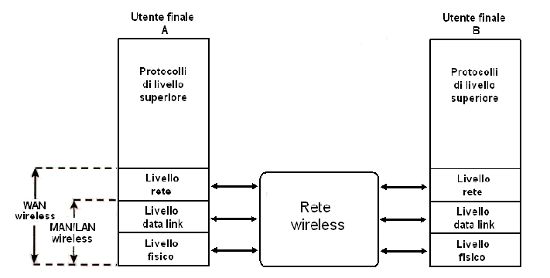 Utente finale
A
Utente finale
B
Protocolli
di livello
superiore
Protocolli
di livello
superiore
Livello
rete
Livello
data link
Livello
fisico
WAN
wireless
MAN/LAN
wireless
Rete
wireless
Livello
rete
Livello
data link
Livello
fisico